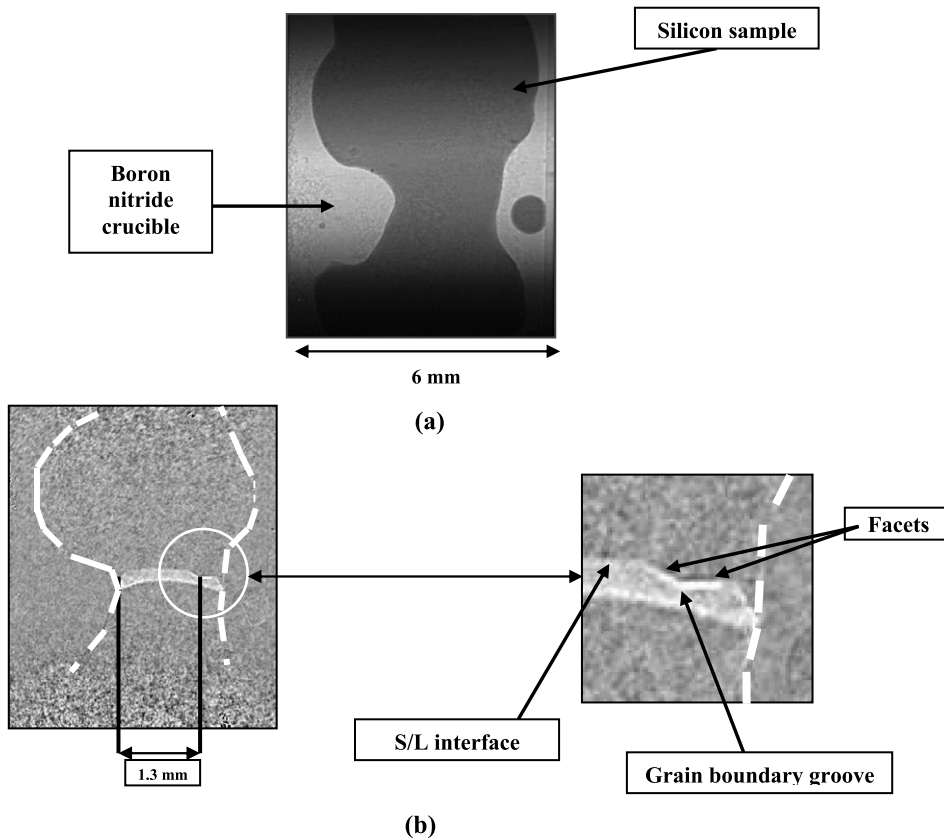 Silicon sample
Boron
nitride
crucible
6 mm
(a)
Facets
S/L interface
1.3 mm
Grain boundary groove
(b)